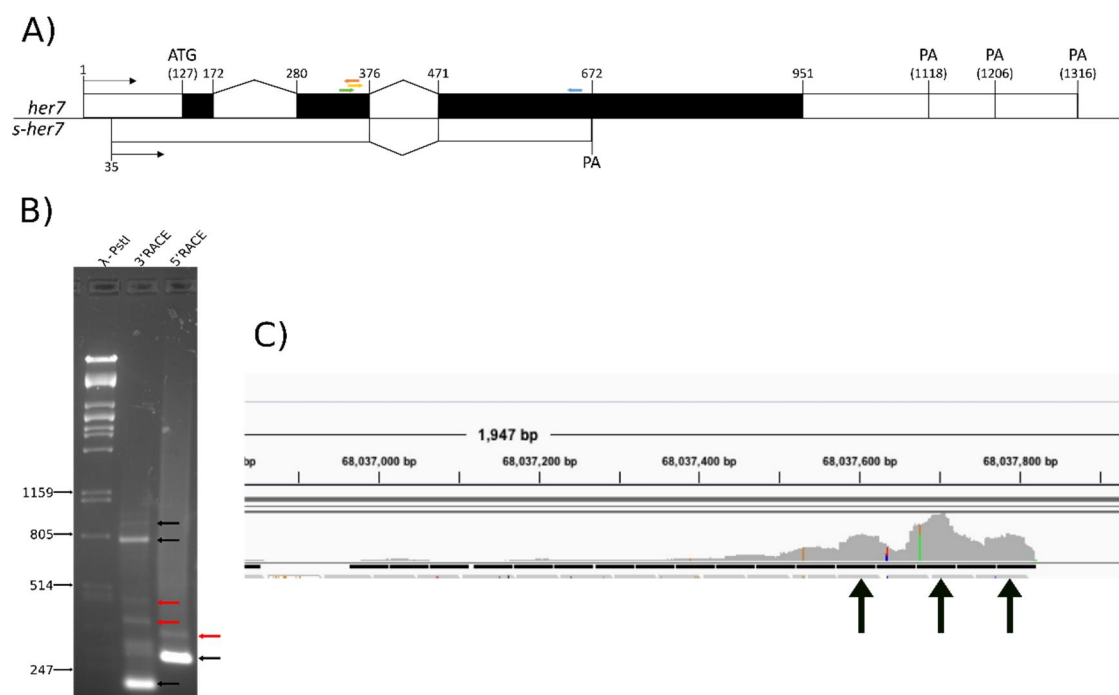 A)
ATG PA PA PA
1 (127) 172 280 376 471 672 951 (1118) (1206) (1316)
her7
s-her7
35 PA
B)
λ-PstI 3'RACE 5'RACE
1159
805
514
247
C)
1,947 bp
bp 68,037,000 bp 68,037,200 bp 68,037,400 bp 68,037,600 bp 68,037,800 bp